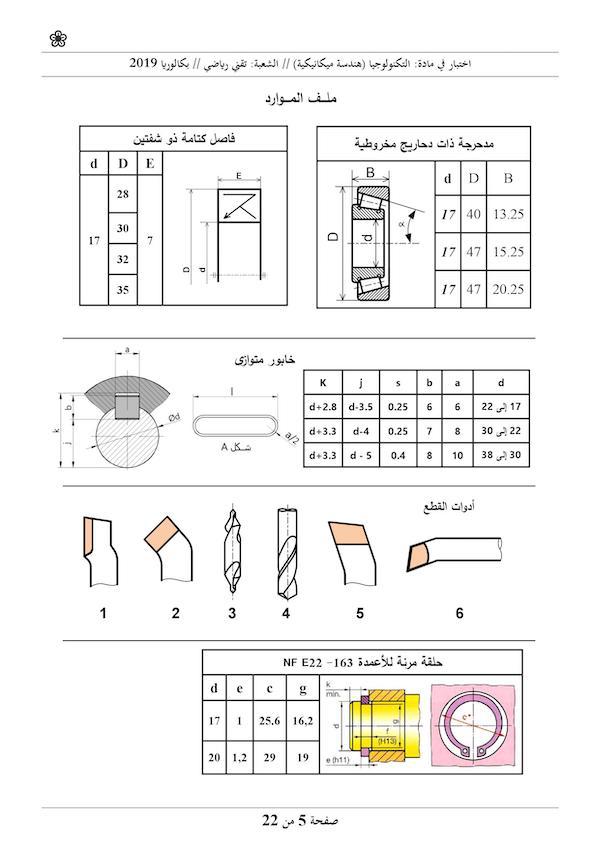 اختبار في مادة: التكنولوجيا (هندسة ميكانيكية) // الشعبة: تقني رياضي // بكالوريا 2019
ملـف المـوارد
مدحرجة ذات دحاريج مخروطية
B
D
d
α
d D B
17 40 13.25
17 47 15.25
17 47 20.25
فاصل كتامة ذو شفتين
d D E
17
28
30
32
35
7
E
D
d
خابور متوازي
a
b
k
j
Ød
l
a/2
شـكل A
K j s b a d
d+2.8 d-3.5 0.25 6 6 17 إلى 22
d+3.3 d-4 0.25 7 8 22 إلى 30
d+3.3 d - 5 0.4 8 10 30 إلى 38
أدوات القطع
1 2 3 4 5 6
حلقة مرنة للأعمدة NF E22 -163
d e c g
17 1 25,6 16,2
20 1,2 29 19
k
min.
d
g
f
(H13)
e (h11)
c*
صفحة 5 من 22